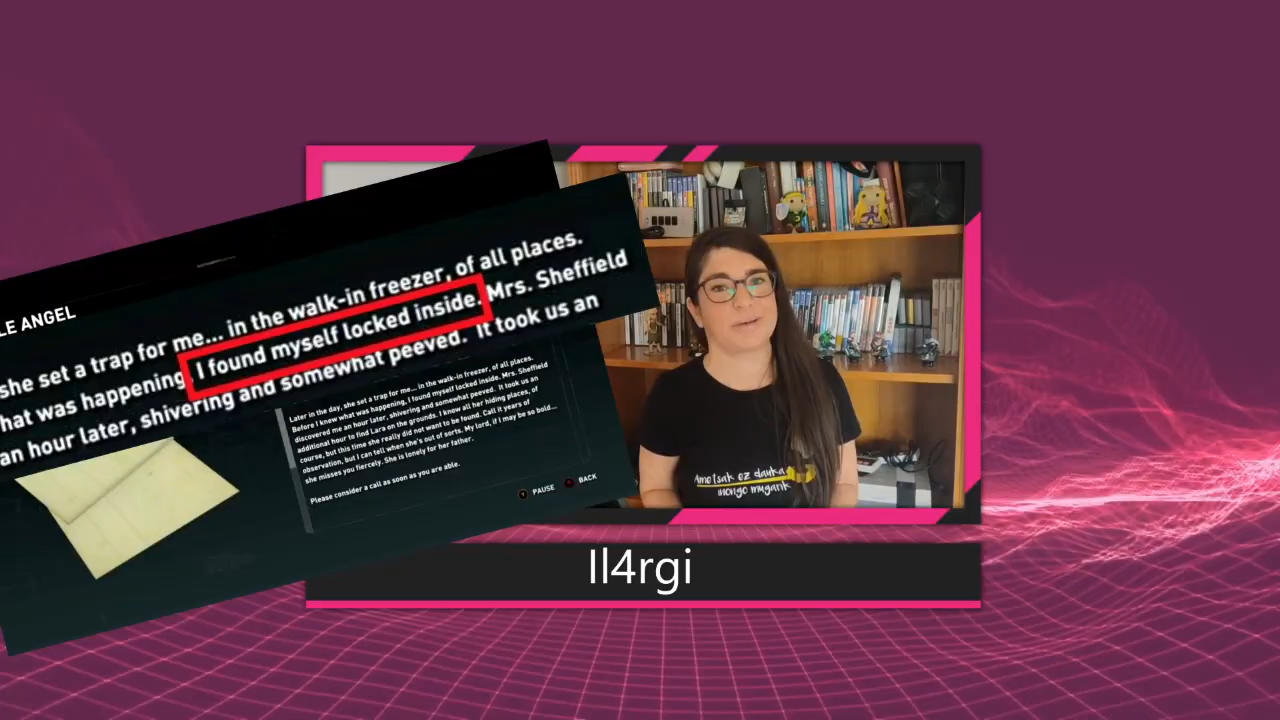 LE ANGEL
she set a trap for me... in the walk-in freezer, of all places.
hat was happening, I found myself locked inside. Mrs. Sheffield
an hour later, shivering and somewhat peeved. It took us an
Later in the day, she set a trap for me... in the walk-in freezer, of all places.
Before I knew what was happening, I found myself locked inside. Mrs. Sheffield
discovered me an hour later, shivering and somewhat peeved. It took us an
additional hour to find Lara on the grounds. I know all her hiding places, of
course, but this time she really did not want to be found. Call it years of
observation, but I can tell when she's out of sorts. My lord, if I may be so bold...
she misses you fiercely. She is lonely for her father.
Please consider a call as soon as you are able.
PAUSE
BACK
Ametsak ez dauka
inongo mugarik
Il4rgi